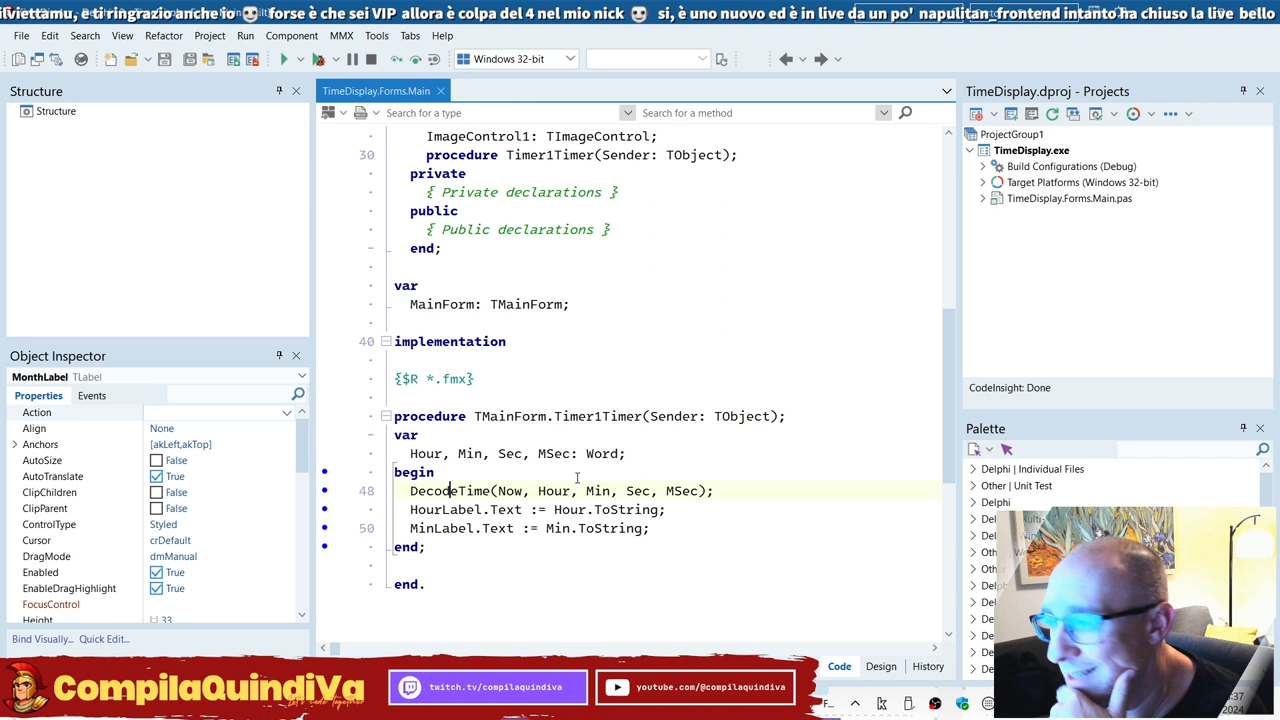 forse è che sei VIP allora è colpa del 4 nel mio nick sì, è uno nuovo ed è in live da un po' napulitan_frontend intanto ha chiuso la live bello
File Edit Search View Refactor Project Run Component MMX Tools Tabs Help
Windows 32-bit
Structure
Structure
Object Inspector
MonthLabel TLabel
Properties Events
Action
Align None
Anchors [akLeft,akTop]
AutoSize False
AutoTranslate True
ClipChildren False
ClipParent False
ControlType Styled
Cursor crDefault
DragMode dmManual
Enabled True
EnableDragHighlight True
FocusControl
Height 33
Bind Visually... Quick Edit...
TimeDisplay.Forms.Main
Search for a type Search for a method
ImageControl1: TImageControl;
30 procedure Timer1Timer(Sender: TObject);
private
{ Private declarations }
public
{ Public declarations }
end;
var
MainForm: TMainForm;
40 implementation
{$R *.fmx}
procedure TMainForm.Timer1Timer(Sender: TObject);
var
Hour, Min, Sec, MSec: Word;
begin
48 DecodeTime(Now, Hour, Min, Sec, MSec);
HourLabel.Text := Hour.ToString;
50 MinLabel.Text := Min.ToString;
end;
end.
Code Design History
TimeDisplay.dproj - Projects
ProjectGroup1
TimeDisplay.exe
Build Configurations (Debug)
Target Platforms (Windows 32-bit)
TimeDisplay.Forms.Main.pas
CodeInsight: Done
Palette
Delphi | Individual Files
Other | Unit Test
Delphi
CompilaQuindiVa
Let's Code Together
twitch.tv/compilaquindiva
youtube.com/@compilaquindiva